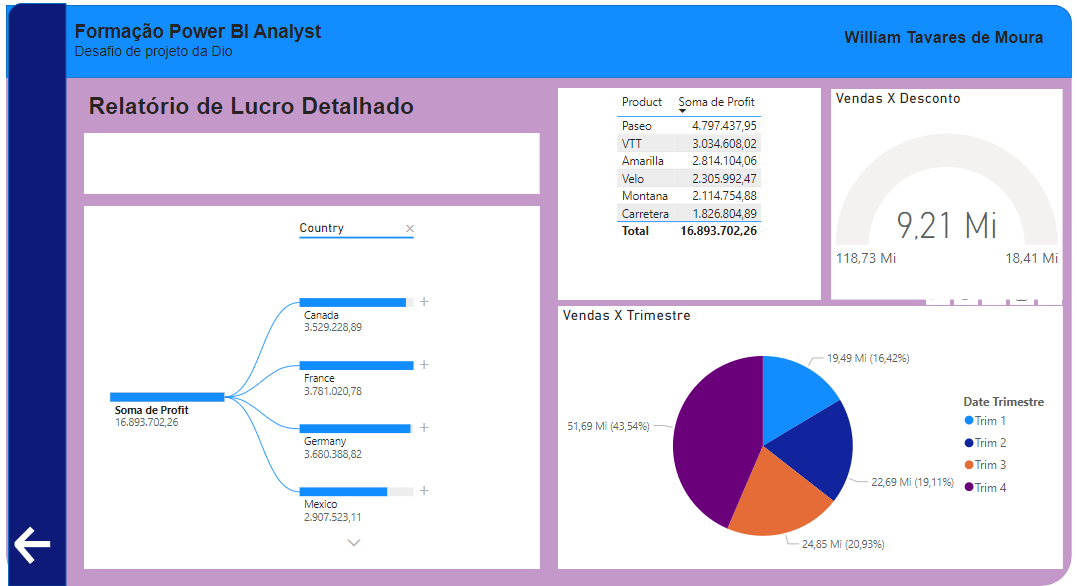 Formação Power BI Analyst
Desafio de projeto da Dio
William Tavares de Moura
Relatório de Lucro Detalhado
Country
Canada
3.529.228,89
France
3.781.020,78
Soma de Profit
16.893.702,26
Germany
3.680.388,82
Mexico
2.907.523,11
Product Soma de Profit
Paseo 4.797.437,95
VTT 3.034.608,02
Amarilla 2.814.104,06
Velo 2.305.992,47
Montana 2.114.754,88
Carretera 1.826.804,89
Total 16.893.702,26
Vendas X Desconto
9,21 Mi
118,73 Mi 18,41 Mi
Vendas X Trimestre
19,49 Mi (16,42%)
51,69 Mi (43,54%)
22,69 Mi (19,11%)
24,85 Mi (20,93%)
Date Trimestre
Trim 1
Trim 2
Trim 3
Trim 4